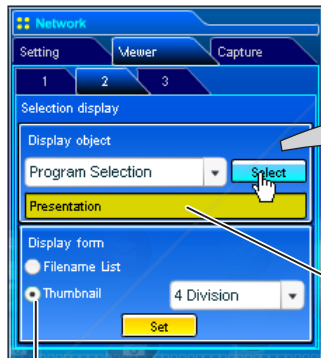 Network
Setting Viewer Capture
1 2 3
Selection display
Display object
Program Selection Select
Presentation
Display form
Filename List
Thumbnail 4 Division
Set